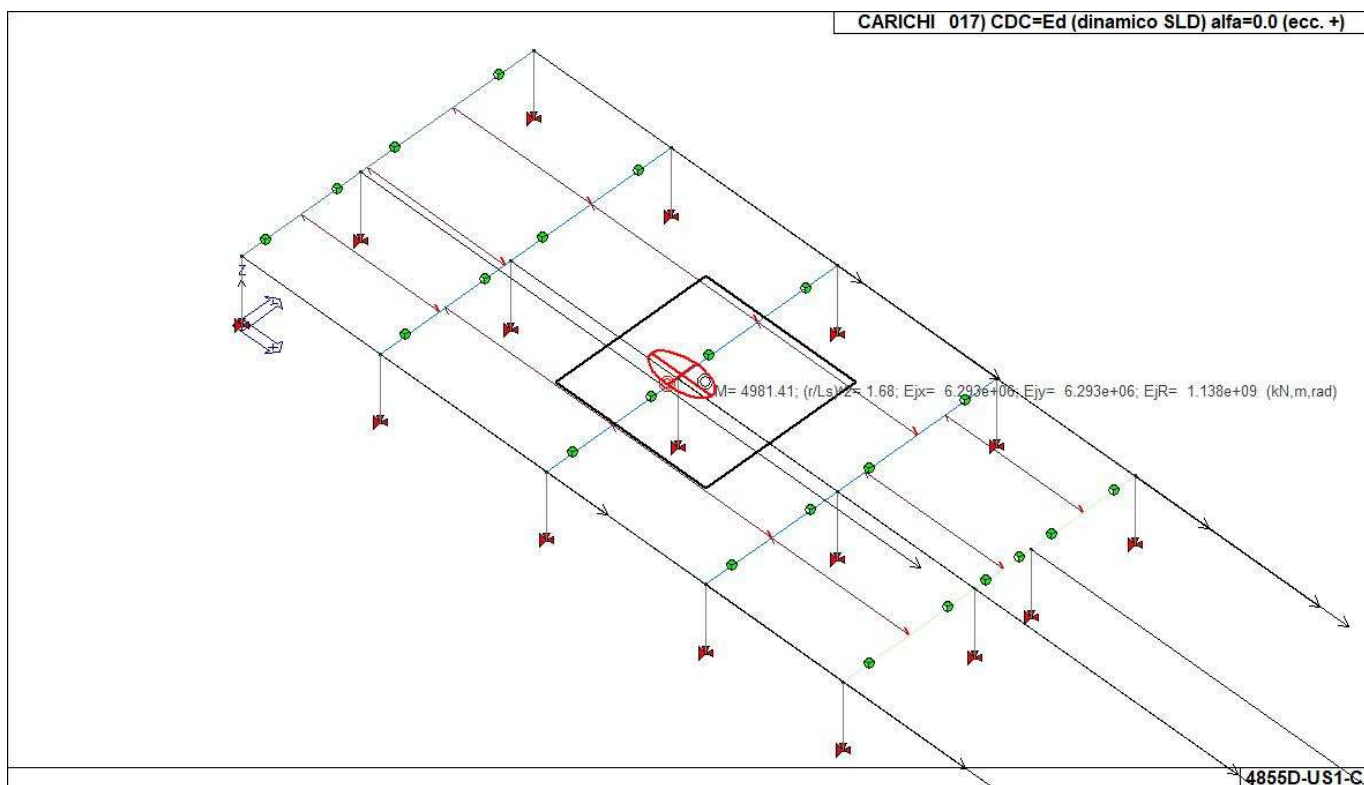 CARICHI 017) CDC=Ed (dinamico SLD) alfa=0.0 (ecc. +)
Z
M= 4981.41; (r/Ls)^2= 1.68; Ejx= 6.293e+06; Ejy= 6.293e+06; EjR= 1.138e+09 (kN,m,rad)
4855D-US1-C